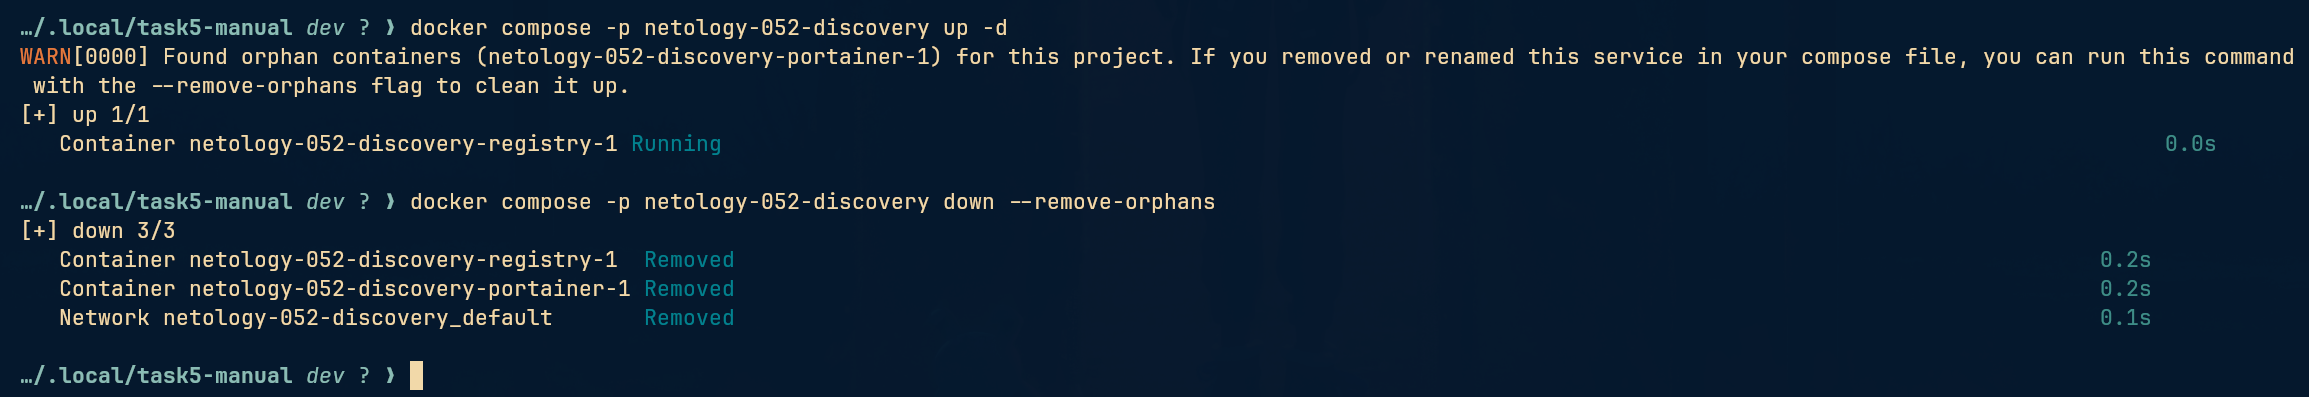 …/.local/task5-manual dev ? ❯ docker compose -p netology-052-discovery up -d
WARN[0000] Found orphan containers (netology-052-discovery-portainer-1) for this project. If you removed or renamed this service in your compose file, you can run this command
with the --remove-orphans flag to clean it up.
[+] up 1/1
Container netology-052-discovery-registry-1 Running 0.0s
…/.local/task5-manual dev ? ❯ docker compose -p netology-052-discovery down --remove-orphans
[+] down 3/3
Container netology-052-discovery-registry-1 Removed 0.2s
Container netology-052-discovery-portainer-1 Removed 0.2s
Network netology-052-discovery_default Removed 0.1s
…/.local/task5-manual dev ? ❯